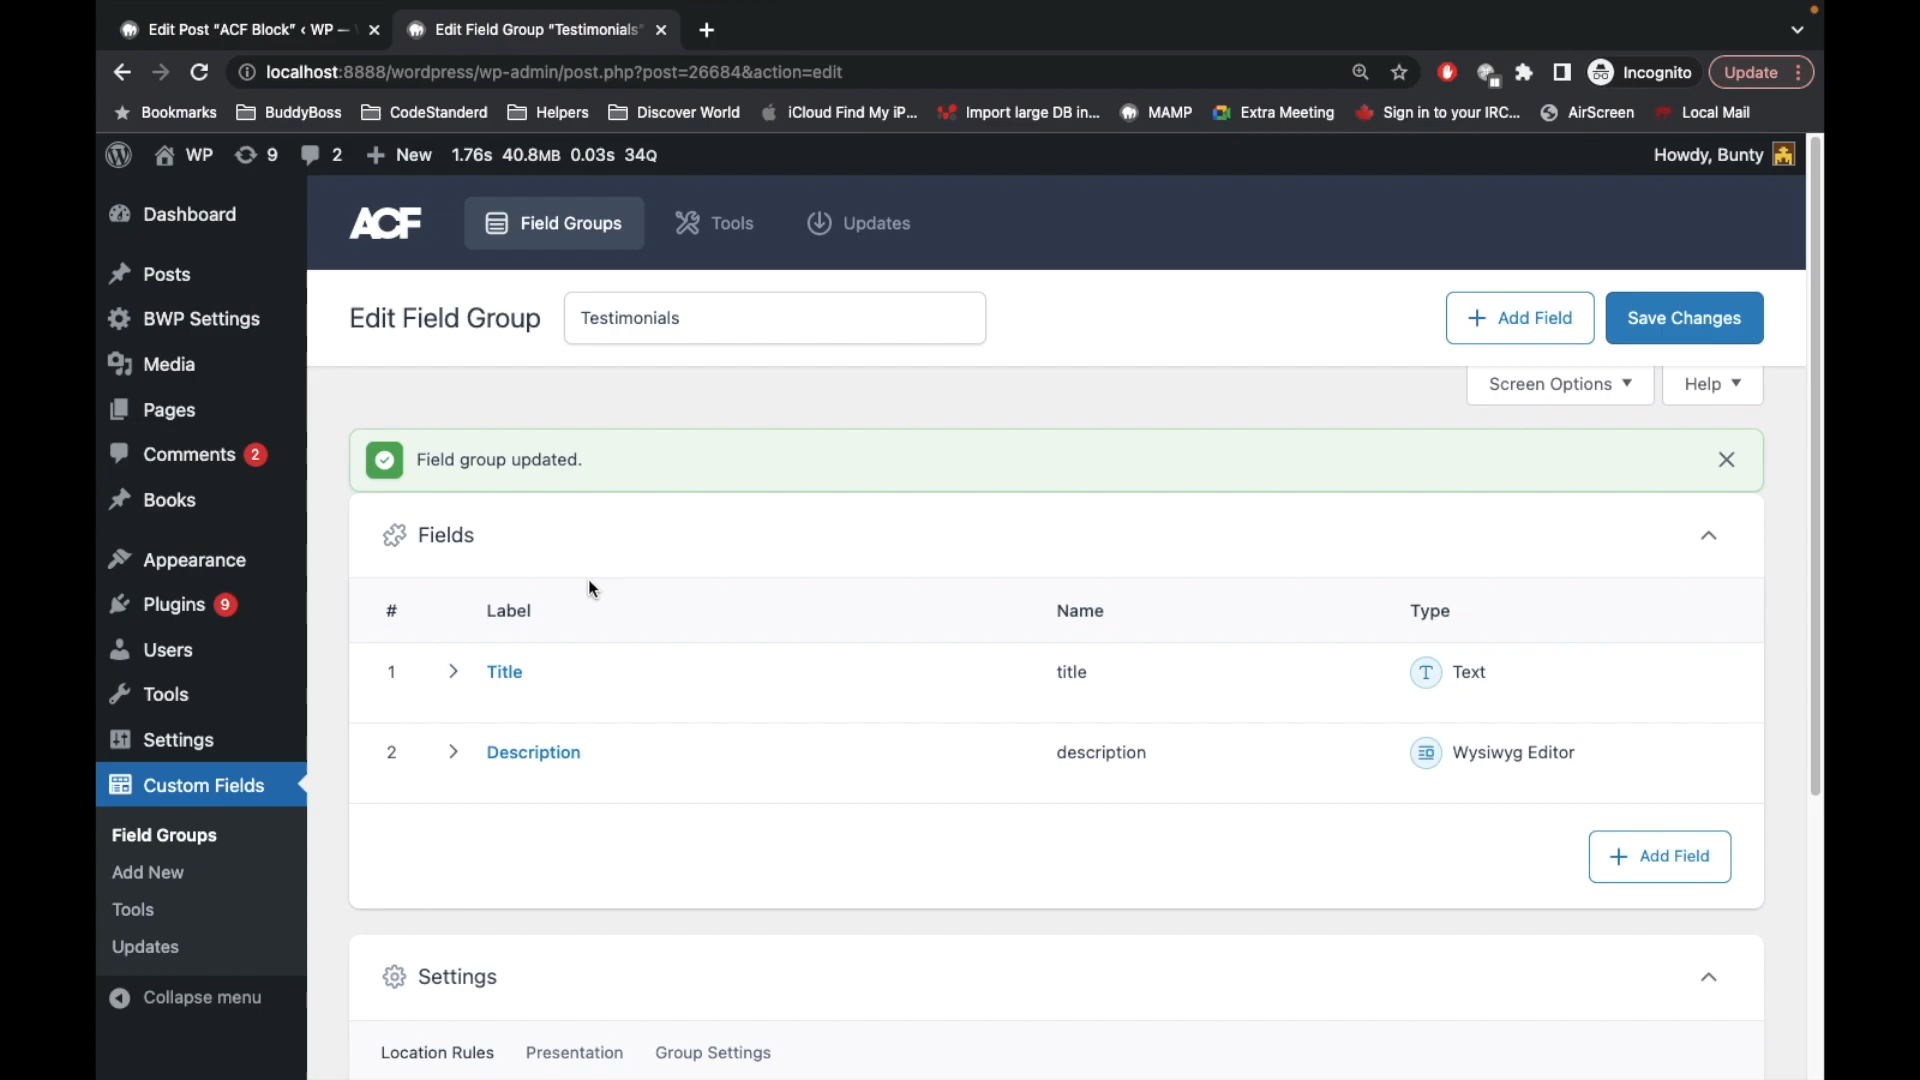 Edit Post "ACF Block" ‹ WP —
Edit Field Group "Testimonials"
localhost:8888/wordpress/wp-admin/post.php?post=26684&action=edit
Incognito
Update
Bookmarks
BuddyBoss
CodeStanderd
Helpers
Discover World
iCloud Find My iP...
Import large DB in...
MAMP
Extra Meeting
Sign in to your IRC...
AirScreen
Local Mail
WP
9
2
New
1.76s 40.8MB 0.03s 34Q
Howdy, Bunty
Dashboard
Posts
BWP Settings
Media
Pages
Comments 2
Books
Appearance
Plugins 9
Users
Tools
Settings
Custom Fields
Field Groups
Add New
Tools
Updates
Collapse menu
ACF
Field Groups
Tools
Updates
Edit Field Group
Testimonials
+ Add Field
Save Changes
Screen Options
Help
Field group updated.
Fields
# Label Name Type
1 Title title Text
2 Description description Wysiwyg Editor
+ Add Field
Settings
Location Rules Presentation Group Settings